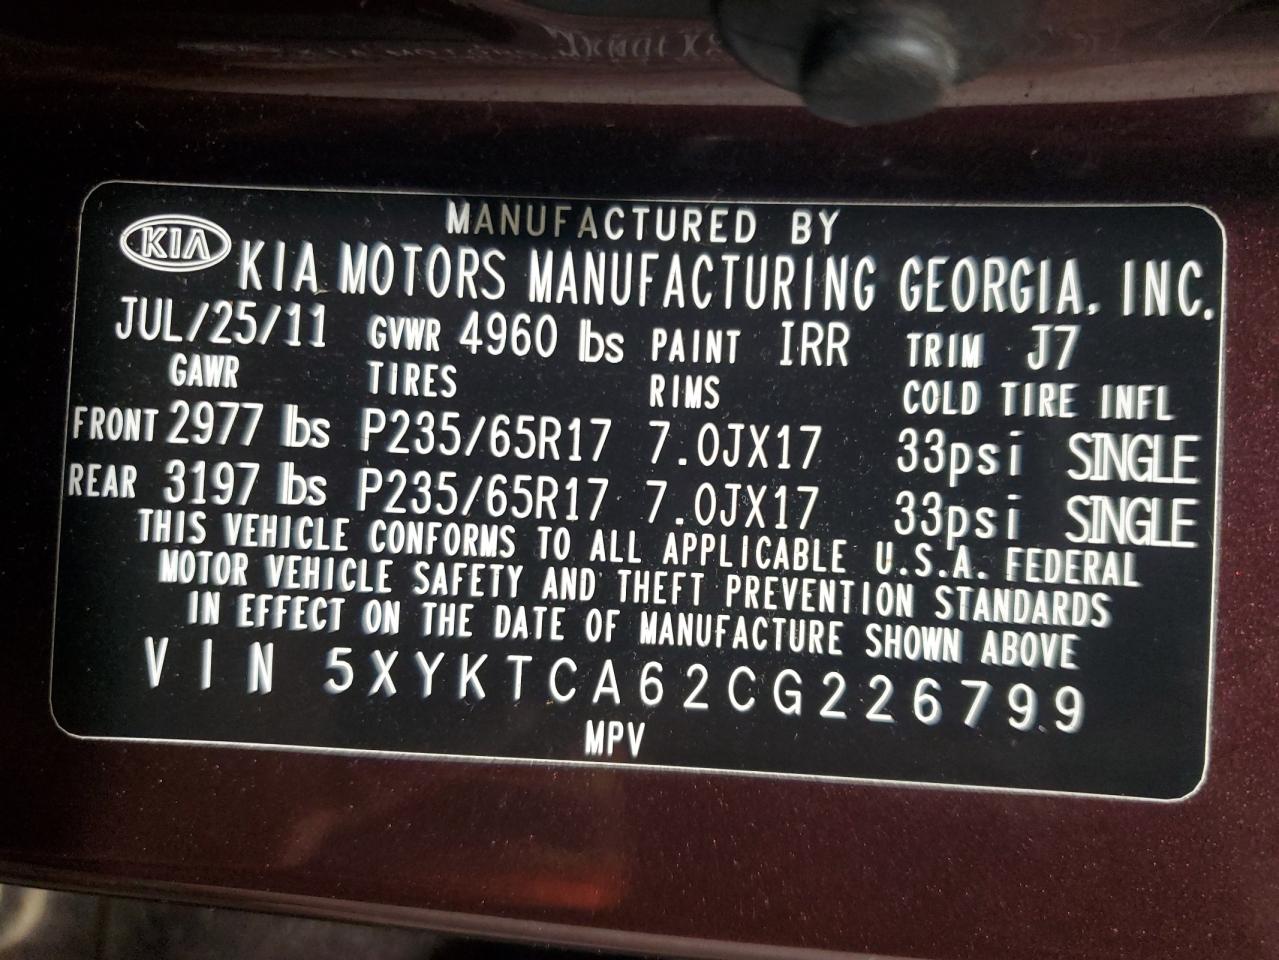 MANUFACTURED BY
KIA KIA MOTORS MANUFACTURING GEORGIA, INC.
JUL/25/11 GVWR 4960 lbs PAINT IRR TRIM J7
GAWR TIRES RIMS COLD TIRE INFL
FRONT 2977 lbs P235/65R17 7.0JX17 33psi SINGLE
REAR 3197 lbs P235/65R17 7.0JX17 33psi SINGLE
THIS VEHICLE CONFORMS TO ALL APPLICABLE U.S.A. FEDERAL
MOTOR VEHICLE SAFETY AND THEFT PREVENTION STANDARDS
IN EFFECT ON THE DATE OF MANUFACTURE SHOWN ABOVE
VIN 5XYKTCA62CG226799
MPV